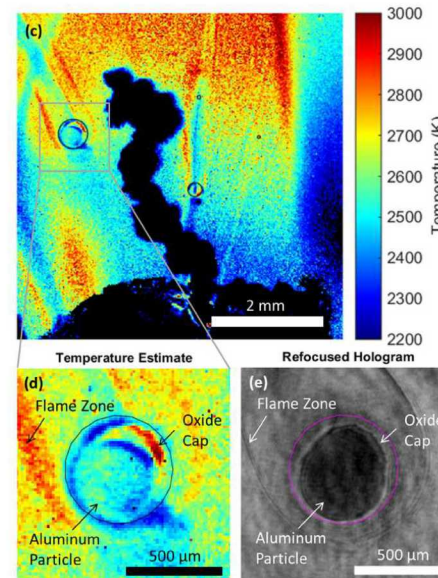 (c)
3000
2900
2800
2700
2600
2500
2400
2300
2200
Temperature (K)
2 mm
Temperature Estimate
Refocused Hologram
(d)
Flame Zone
Oxide
Cap
Aluminum
Particle
500 µm
(e)
Flame Zone
Oxide
Cap
Aluminum
Particle
500 µm